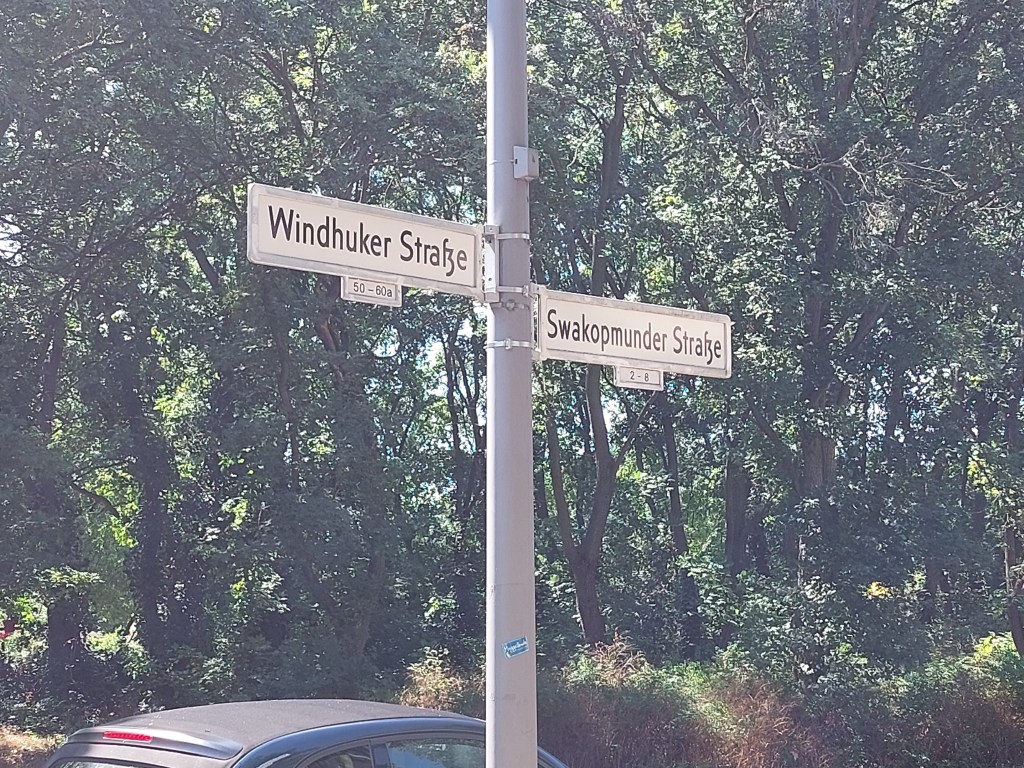 Windhuker Straße
50 – 60a
Swakopmunder Straße
2 - 8